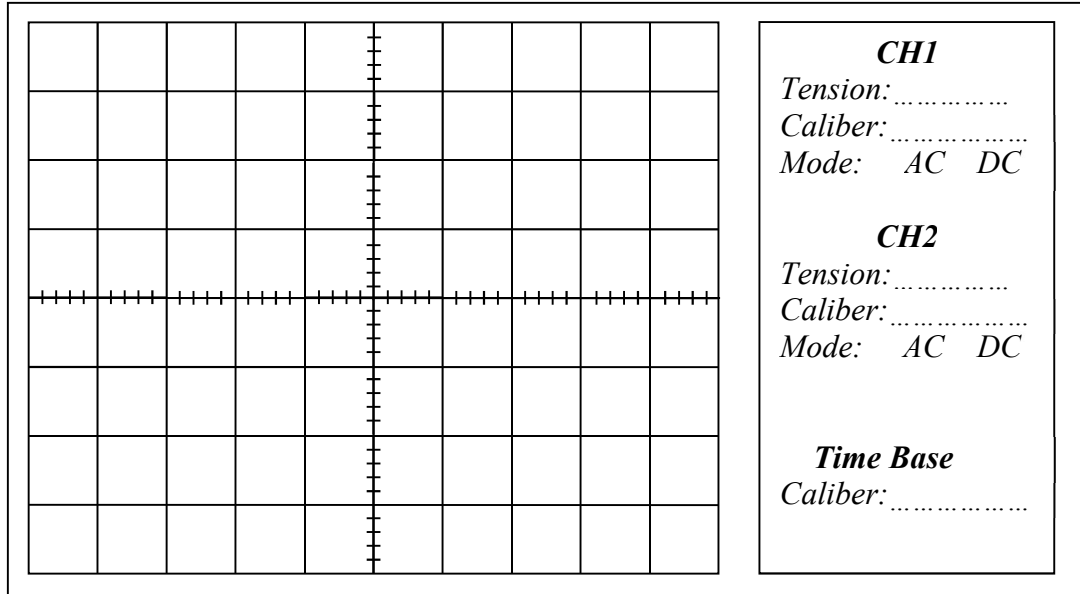 CH1
Tension:……………
Caliber:………………
Mode: AC DC
CH2
Tension:……………
Caliber:………………
Mode: AC DC
Time Base
Caliber:………………